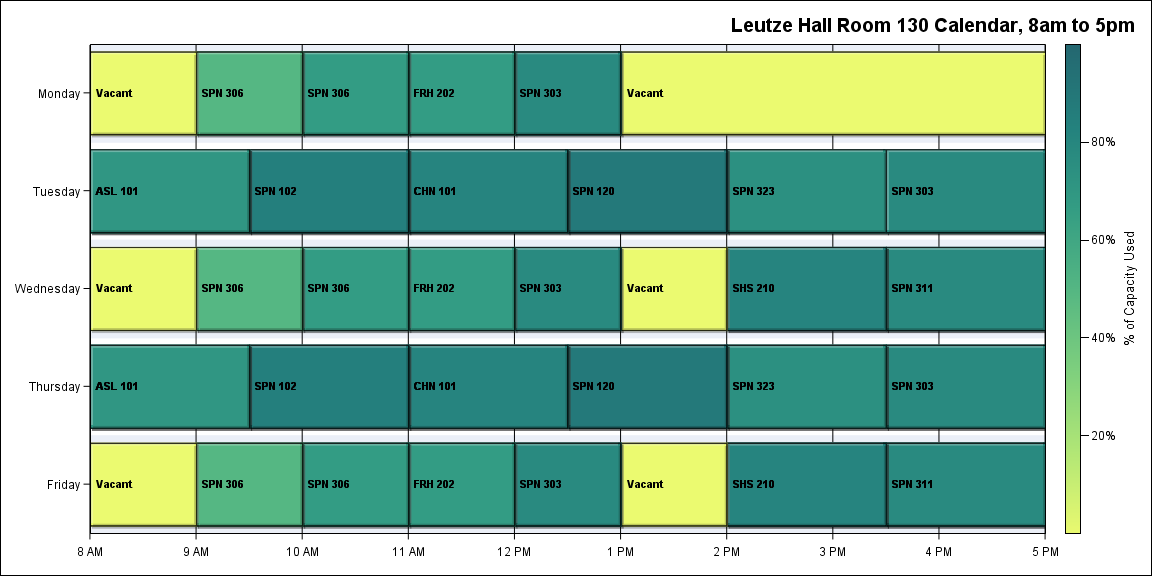 Leutze Hall Room 130 Calendar, 8am to 5pm
Monday
Vacant
SPN 306
SPN 306
FRH 202
SPN 303
Vacant
Tuesday
ASL 101
SPN 102
CHN 101
SPN 120
SPN 323
SPN 303
Wednesday
Vacant
SPN 306
SPN 306
FRH 202
SPN 303
Vacant
SHS 210
SPN 311
Thursday
ASL 101
SPN 102
CHN 101
SPN 120
SPN 323
SPN 303
Friday
Vacant
SPN 306
SPN 306
FRH 202
SPN 303
Vacant
SHS 210
SPN 311
8 AM
9 AM
10 AM
11 AM
12 PM
1 PM
2 PM
3 PM
4 PM
5 PM
80%
60%
40%
20%
% of Capacity Used